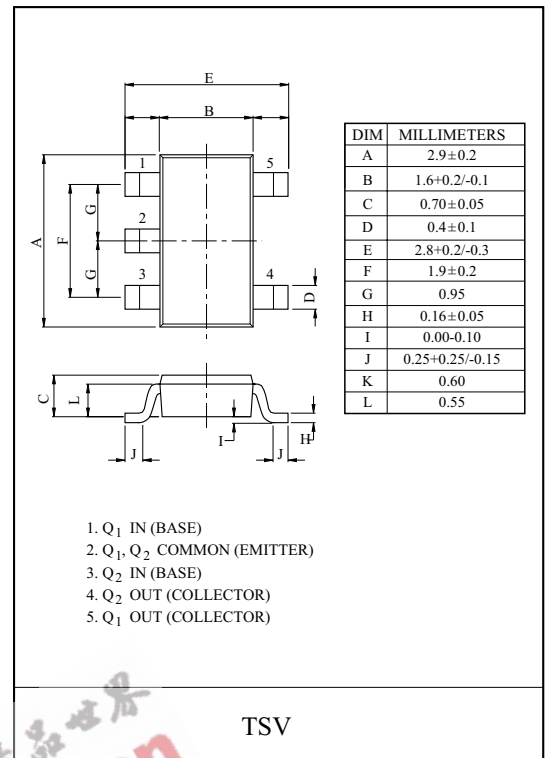 E
B
1
5
G
2
A
F
G
3
4
D
C
L
I
H
J
J
DIM MILLIMETERS
A 2.9±0.2
B 1.6+0.2/-0.1
C 0.70±0.05
D 0.4±0.1
E 2.8+0.2/-0.3
F 1.9±0.2
G 0.95
H 0.16±0.05
I 0.00-0.10
J 0.25+0.25/-0.15
K 0.60
L 0.55
1. Q1 IN (BASE)
2. Q1, Q2 COMMON (EMITTER)
3. Q2 IN (BASE)
4. Q2 OUT (COLLECTOR)
5. Q1 OUT (COLLECTOR)
世界
TSV